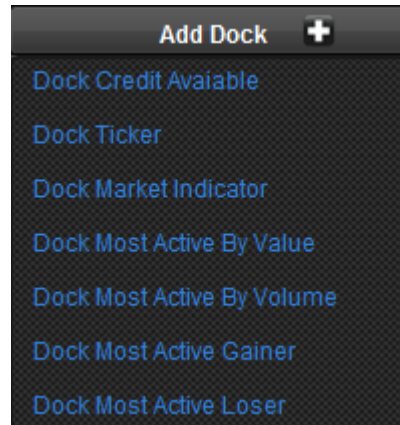 Add Dock
Dock Credit Avaiable
Dock Ticker
Dock Market Indicator
Dock Most Active By Value
Dock Most Active By Volume
Dock Most Active Gainer
Dock Most Active Loser